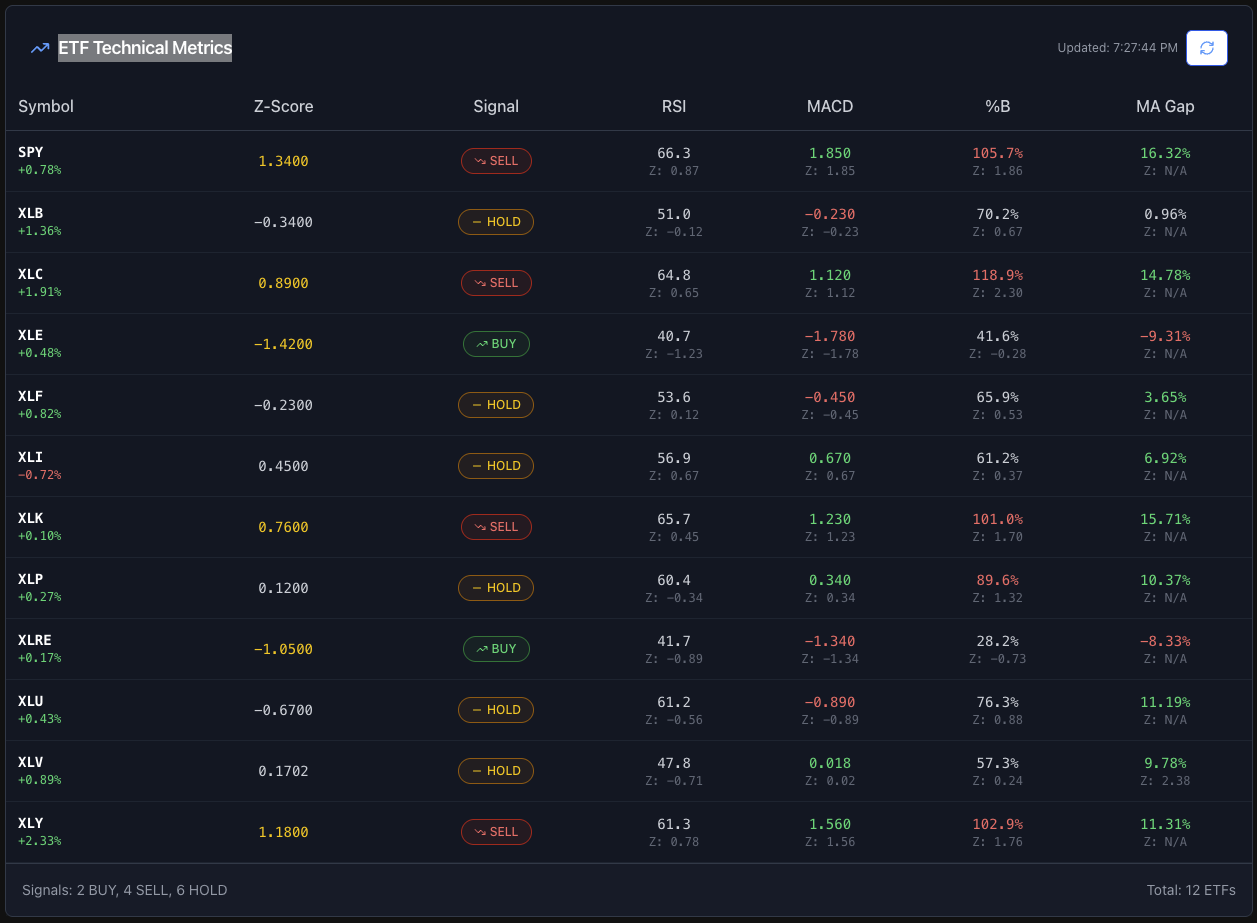 ETF Technical Metrics Updated: 7:27:44 PM
Symbol Z-Score Signal RSI MACD %B MA Gap
SPY 1.3400 SELL 66.3 1.850 105.7% 16.32%
+0.78% Z: 0.87 Z: 1.85 Z: 1.86 Z: N/A
XLB −0.3400 HOLD 51.0 −0.230 70.2% 0.96%
+1.36% Z: −0.12 Z: −0.23 Z: 0.67 Z: N/A
XLC 0.8900 SELL 64.8 1.120 118.9% 14.78%
+1.91% Z: 0.65 Z: 1.12 Z: 2.30 Z: N/A
XLE −1.4200 BUY 40.7 −1.780 41.6% −9.31%
+0.48% Z: −1.23 Z: −1.78 Z: −0.28 Z: N/A
XLF −0.2300 HOLD 53.6 −0.450 65.9% 3.65%
+0.82% Z: 0.12 Z: −0.45 Z: 0.53 Z: N/A
XLI 0.4500 HOLD 56.9 0.670 61.2% 6.92%
−0.72% Z: 0.67 Z: 0.67 Z: 0.37 Z: N/A
XLK 0.7600 SELL 65.7 1.230 101.0% 15.71%
+0.10% Z: 0.45 Z: 1.23 Z: 1.70 Z: N/A
XLP 0.1200 HOLD 60.4 0.340 89.6% 10.37%
+0.27% Z: −0.34 Z: 0.34 Z: 1.32 Z: N/A
XLRE −1.0500 BUY 41.7 −1.340 28.2% −8.33%
+0.17% Z: −0.89 Z: −1.34 Z: −0.73 Z: N/A
XLU −0.6700 HOLD 61.2 −0.890 76.3% 11.19%
+0.43% Z: −0.56 Z: −0.89 Z: 0.88 Z: N/A
XLV 0.1702 HOLD 47.8 0.018 57.3% 9.78%
+0.89% Z: −0.71 Z: 0.02 Z: 0.24 Z: 2.38
XLY 1.1800 SELL 61.3 1.560 102.9% 11.31%
+2.33% Z: 0.78 Z: 1.56 Z: 1.76 Z: N/A
Signals: 2 BUY, 4 SELL, 6 HOLD Total: 12 ETFs